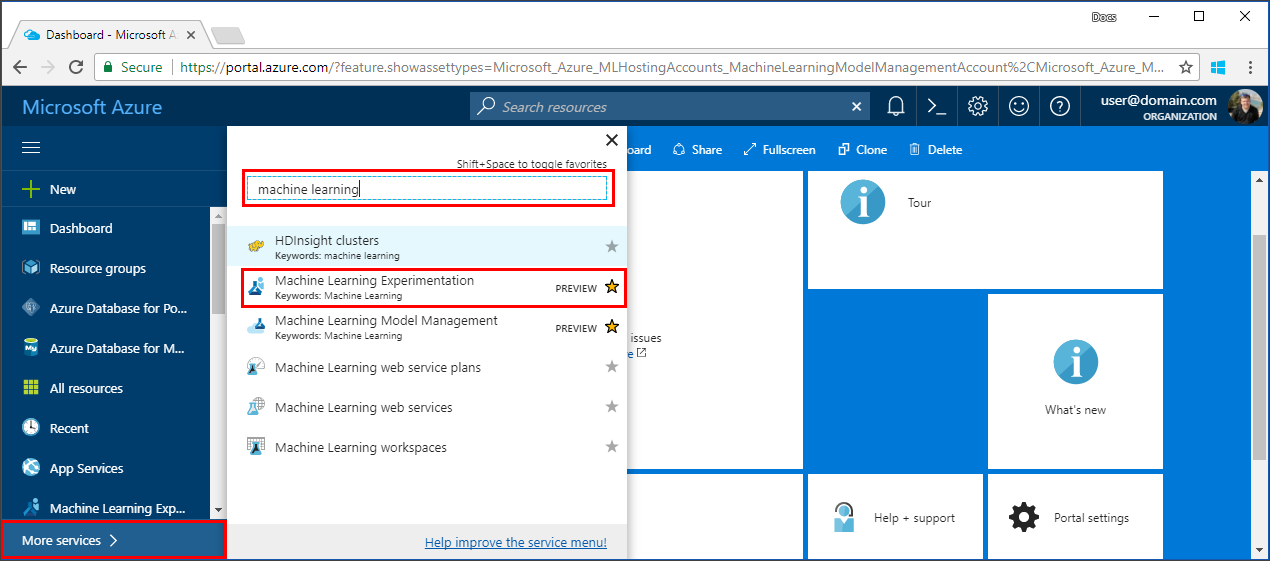 Docs
Dashboard - Microsoft A
Secure
https://portal.azure.com/?feature.showassettypes=Microsoft_Azure_MLHostingAccounts_MachineLearningModelManagementAccount%2CMicrosoft_Azure_M...
Microsoft Azure
Search resources
user@domain.com
ORGANIZATION
New
Dashboard
Resource groups
Azure Database for Po...
Azure Database for M...
All resources
Recent
App Services
Machine Learning Exp...
More services
Shift+Space to toggle favorites
machine learning
HDInsight clusters
Keywords: machine learning
Machine Learning Experimentation
Keywords: Machine Learning
PREVIEW
Machine Learning Model Management
Keywords: Machine Learning
PREVIEW
Machine Learning web service plans
Machine Learning web services
Machine Learning workspaces
Help improve the service menu!
oard
Share
Fullscreen
Clone
Delete
issues
e
Tour
What's new
Help + support
Portal settings